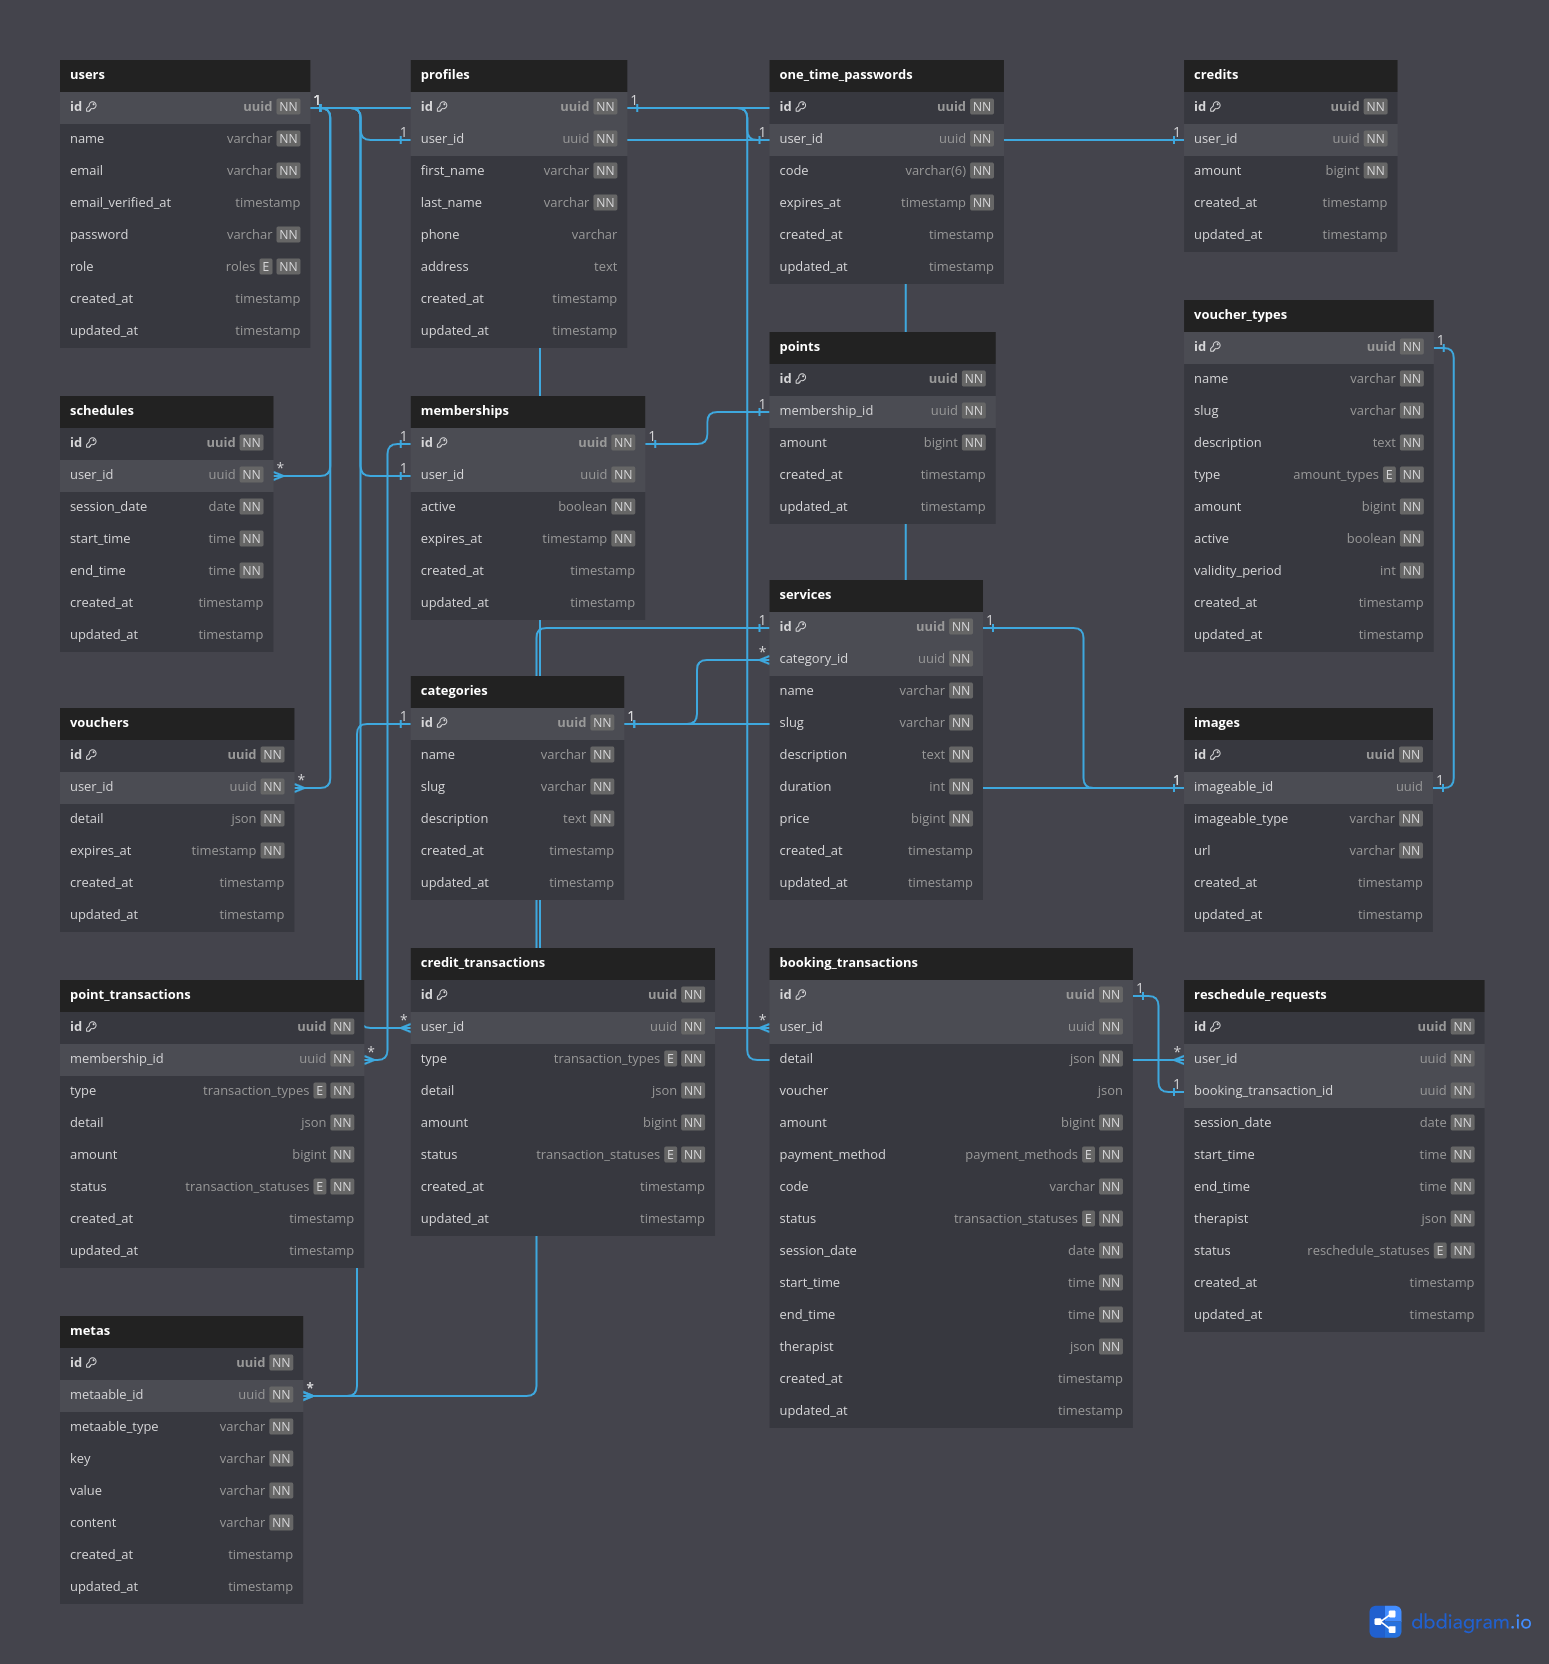 users
id uuid NN
name varchar NN
email varchar NN
email_verified_at timestamp
password varchar NN
role roles E NN
created_at timestamp
updated_at timestamp
1
profiles
id uuid NN
1 user_id uuid NN
first_name varchar NN
last_name varchar NN
phone varchar
address text
created_at timestamp
updated_at timestamp
1
one_time_passwords
id uuid NN
1 user_id uuid NN
code varchar(6) NN
expires_at timestamp NN
created_at timestamp
updated_at timestamp
credits
id uuid NN
1 user_id uuid NN
amount bigint NN
created_at timestamp
updated_at timestamp
schedules
id uuid NN
user_id uuid NN *
session_date date NN
start_time time NN
end_time time NN
created_at timestamp
updated_at timestamp
memberships
1 id uuid NN 1
1 user_id uuid NN
active boolean NN
expires_at timestamp NN
created_at timestamp
updated_at timestamp
points
id uuid NN
1 membership_id uuid NN
amount bigint NN
created_at timestamp
updated_at timestamp
voucher_types
id uuid NN 1
name varchar NN
slug varchar NN
description text NN
type amount_types E NN
amount bigint NN
active boolean NN
validity_period int NN
created_at timestamp
updated_at timestamp
vouchers
id uuid NN
user_id uuid NN *
detail json NN
expires_at timestamp NN
created_at timestamp
updated_at timestamp
categories
1 id uuid NN 1
name varchar NN
slug varchar NN
description text NN
created_at timestamp
updated_at timestamp
services
1 id uuid NN 1
* category_id uuid NN
name varchar NN
slug varchar NN
description text NN
duration int NN
price bigint NN
created_at timestamp
updated_at timestamp
images
id uuid NN
1 imageable_id uuid 1
imageable_type varchar NN
url varchar NN
created_at timestamp
updated_at timestamp
point_transactions
id uuid NN
membership_id uuid NN *
type transaction_types E NN
detail json NN
amount bigint NN
status transaction_statuses E NN
created_at timestamp
updated_at timestamp
credit_transactions
id uuid NN
* user_id uuid NN
type transaction_types E NN
detail json NN
amount bigint NN
status transaction_statuses E NN
created_at timestamp
updated_at timestamp
booking_transactions
id uuid NN 1
* user_id uuid NN
detail json NN
voucher json
amount bigint NN
payment_method payment_methods E NN
code varchar NN
status transaction_statuses E NN
session_date date NN
start_time time NN
end_time time NN
therapist json NN
created_at timestamp
updated_at timestamp
reschedule_requests
id uuid NN
* user_id uuid NN
1 booking_transaction_id uuid NN
session_date date NN
start_time time NN
end_time time NN
therapist json NN
status reschedule_statuses E NN
created_at timestamp
updated_at timestamp
metas
id uuid NN
metaable_id uuid NN *
metaable_type varchar NN
key varchar NN
value varchar NN
content varchar NN
created_at timestamp
updated_at timestamp
dbdiagram.io